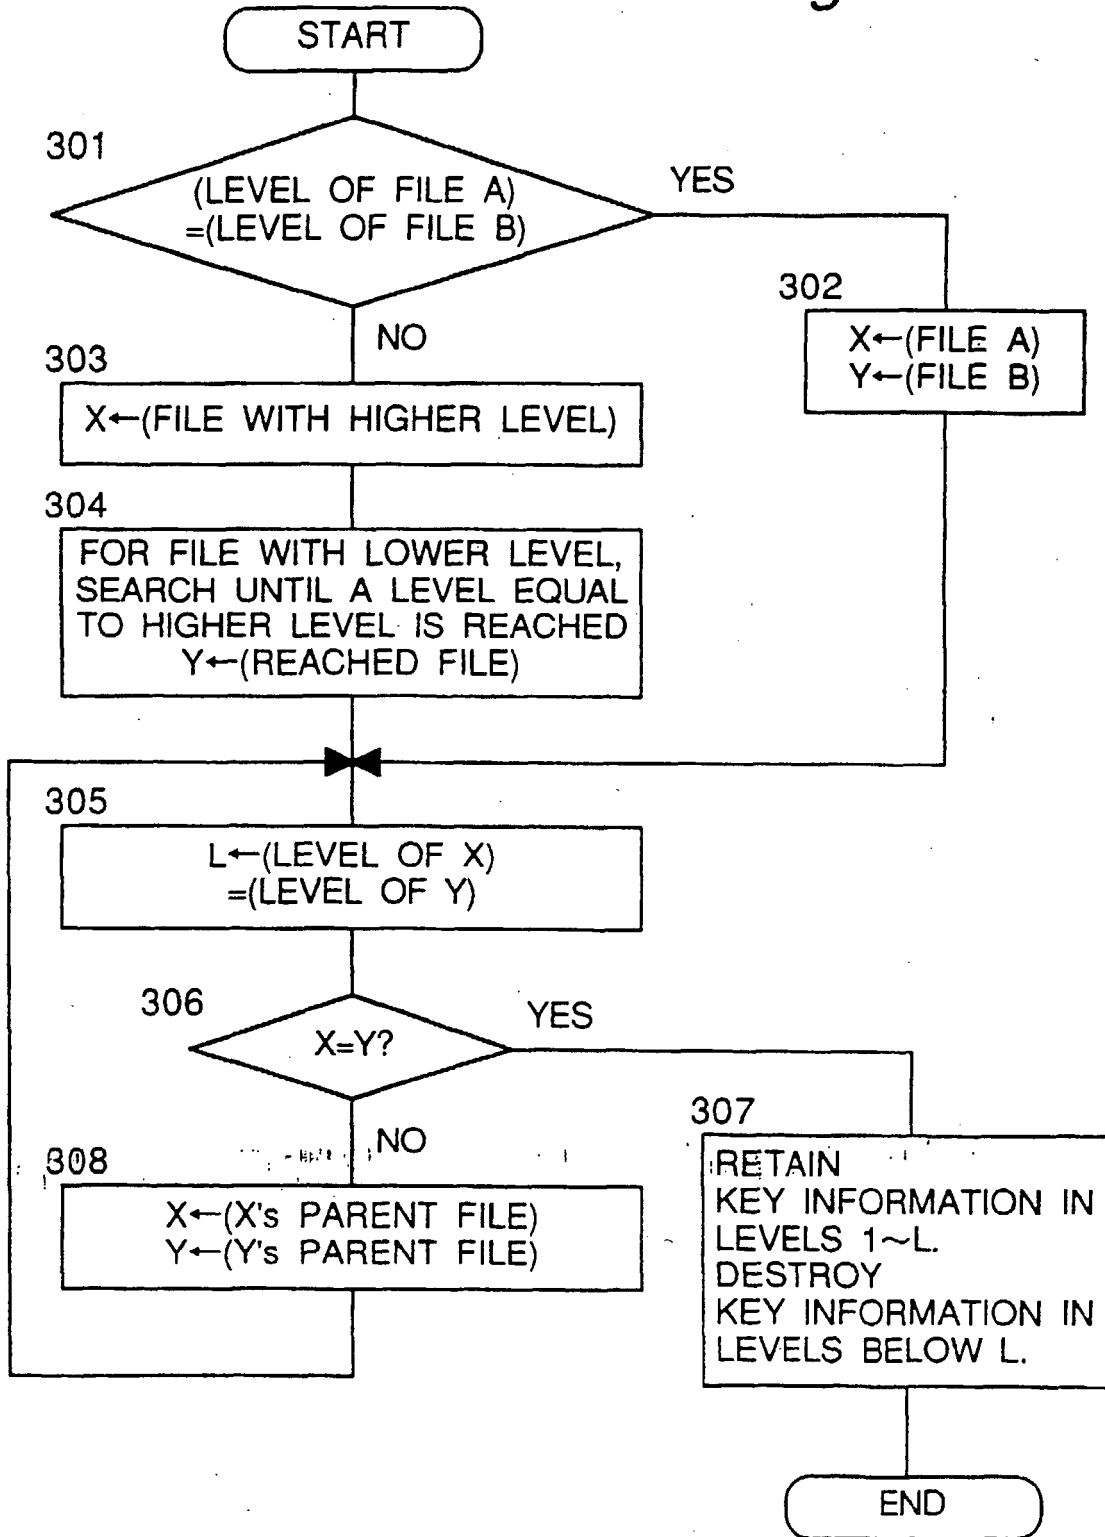 START
301
(LEVEL OF FILE A)
=(LEVEL OF FILE B)
YES
302
X←(FILE A)
Y←(FILE B)
NO
303
X←(FILE WITH HIGHER LEVEL)
304
FOR FILE WITH LOWER LEVEL,
SEARCH UNTIL A LEVEL EQUAL
TO HIGHER LEVEL IS REACHED
Y←(REACHED FILE)
305
L←(LEVEL OF X)
=(LEVEL OF Y)
306
X=Y?
YES
NO
307
RETAIN
KEY INFORMATION IN
LEVELS 1~L.
DESTROY
KEY INFORMATION IN
LEVELS BELOW L.
308
X←(X's PARENT FILE)
Y←(Y's PARENT FILE)
END